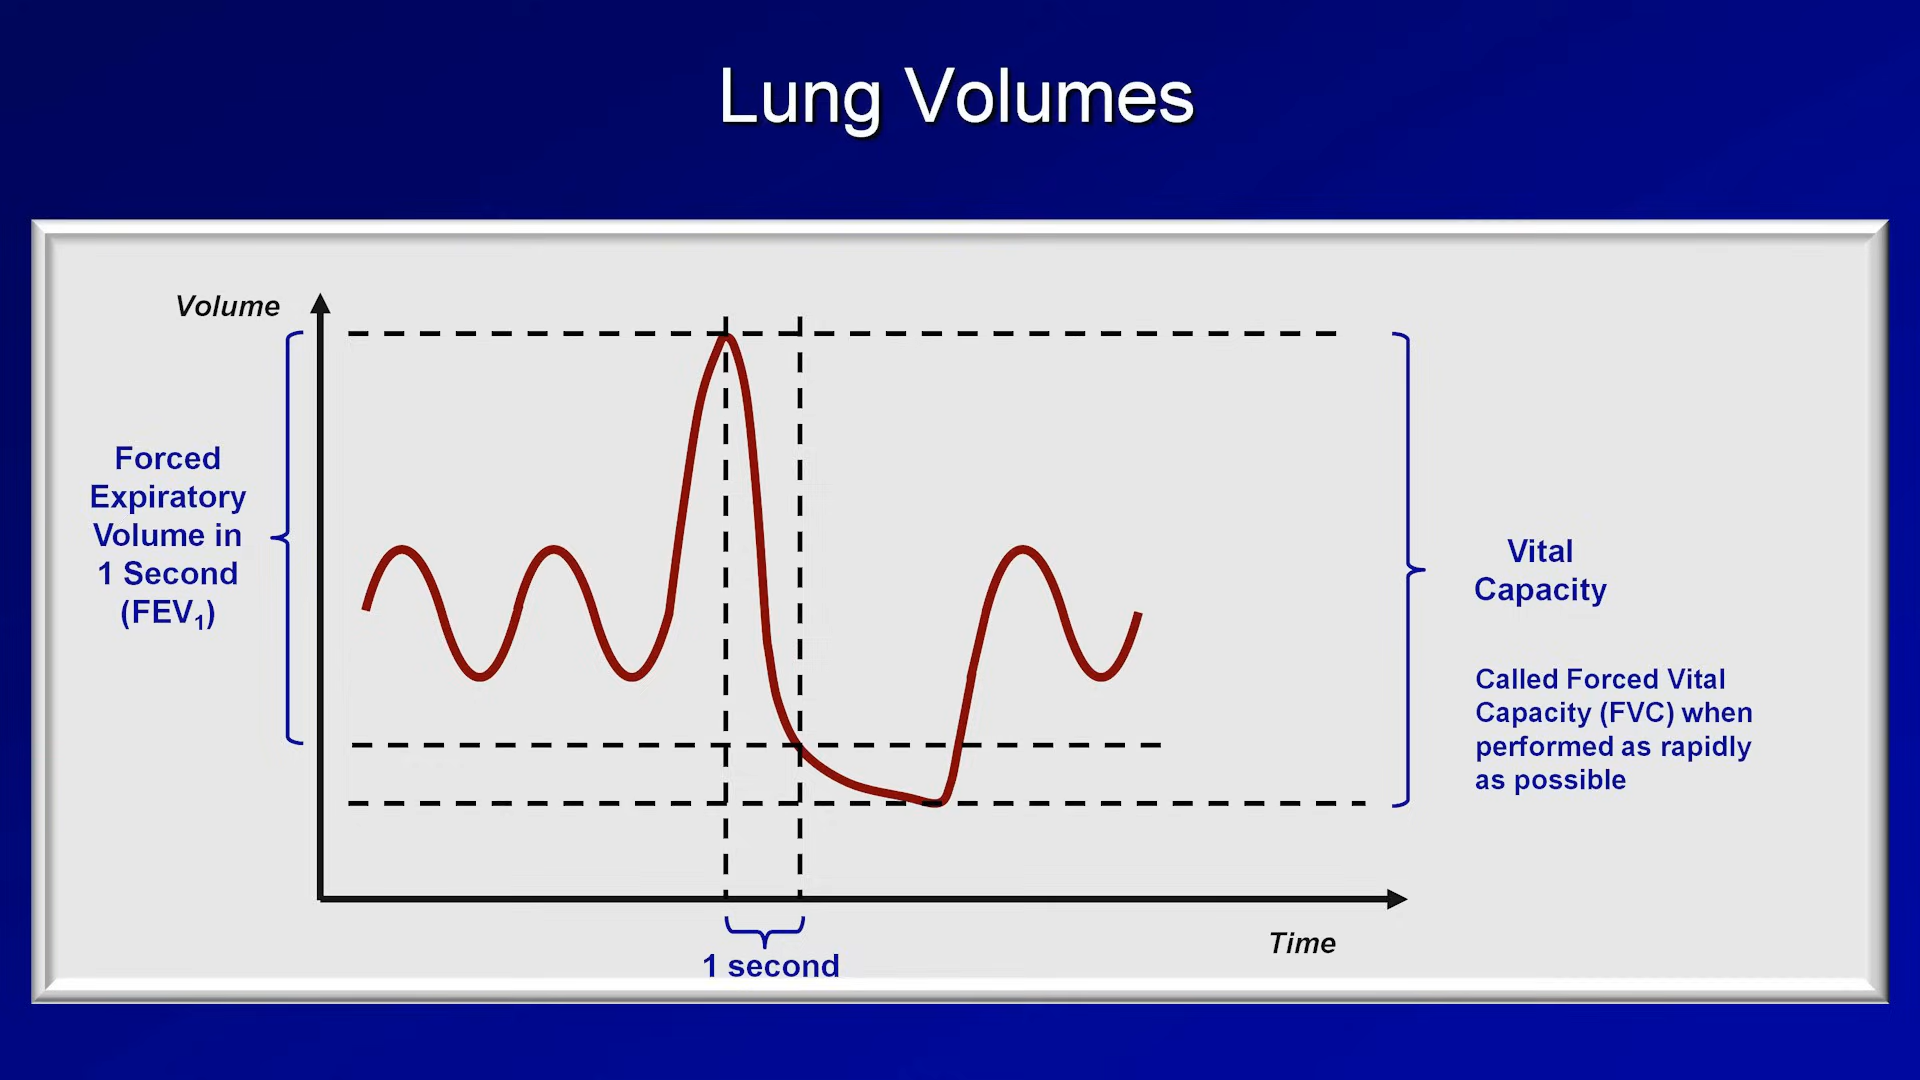 Lung Volumes
Volume
Forced
Expiratory
Volume in
1 Second
(FEV₁)
Vital
Capacity
Called Forced Vital
Capacity (FVC) when
performed as rapidly
as possible
Time
1 second